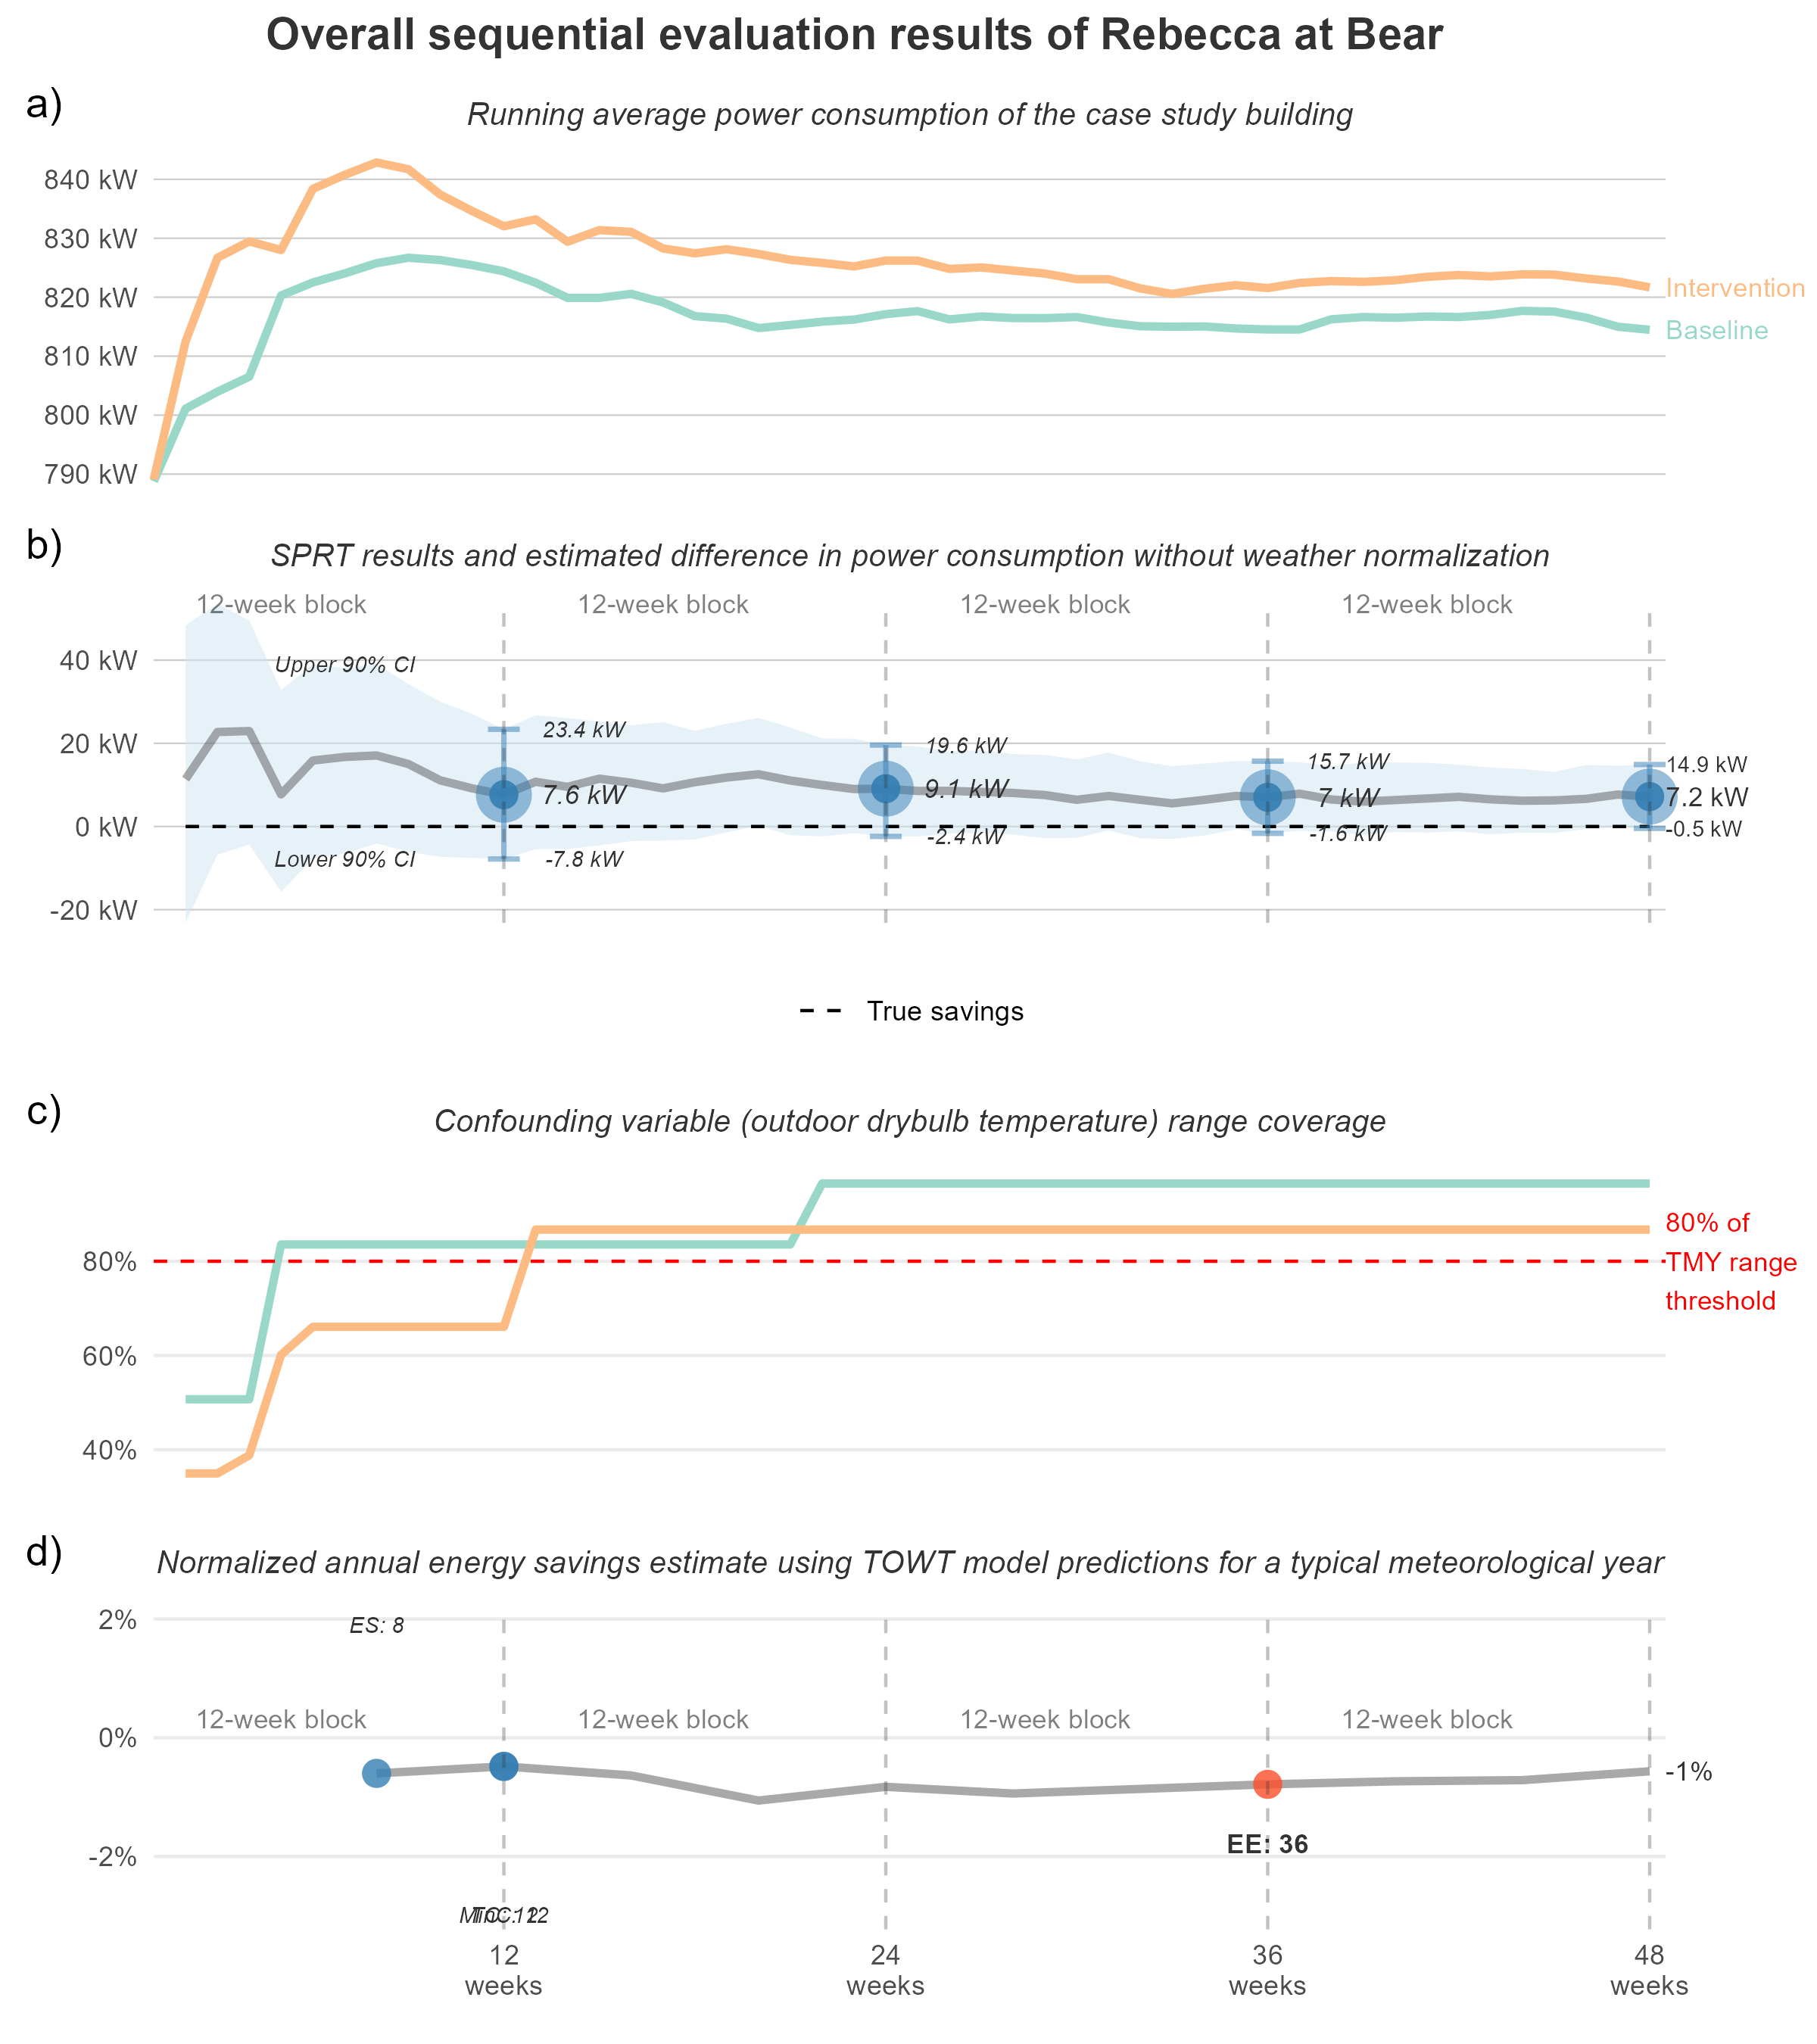 Overall sequential evaluation results of Rebecca at Bear
a)
Running average power consumption of the case study building
840 kW
830 kW
820 kW
810 kW
800 kW
790 kW
Intervention
Baseline
b)
SPRT results and estimated difference in power consumption without weather normalization
12-week block
12-week block
12-week block
12-week block
40 kW
20 kW
0 kW
-20 kW
Upper 90% CI
Lower 90% CI
23.4 kW
7.6 kW
-7.8 kW
19.6 kW
9.1 kW
-2.4 kW
15.7 kW
7 kW
-1.6 kW
14.9 kW
7.2 kW
-0.5 kW
True savings
c)
Confounding variable (outdoor drybulb temperature) range coverage
80%
60%
40%
80% of
TMY range
threshold
d)
Normalized annual energy savings estimate using TOWT model predictions for a typical meteorological year
2%
0%
-2%
ES: 8
12-week block
12-week block
12-week block
12-week block
-1%
EE: 36
12
weeks
24
weeks
36
weeks
48
weeks